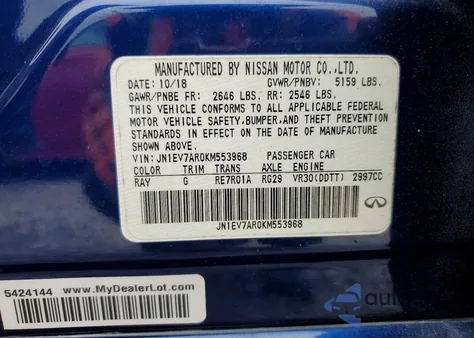 MANUFACTURED BY NISSAN MOTOR CO.,LTD.
DATE: 10/18 GVWR/PNBV: 5159 LBS.
GAWR/PNBE FR: 2646 LBS. RR: 2546 LBS.
THIS VEHICLE CONFORMS TO ALL APPLICABLE FEDERAL
MOTOR VEHICLE SAFETY, BUMPER, AND THEFT PREVENTION
STANDARDS IN EFFECT ON THE DATE OF MANUFACTURE
SHOWN ABOVE.
VIN: JN1EV7AR0KM553968 PASSENGER CAR
COLOR TRIM TRANS AXLE ENGINE
RAY G RE7R01A RG29 VR30(DDTT) 2997CC
JN1EV7AR0KM553968
5424144 www.MyDealerLot.com